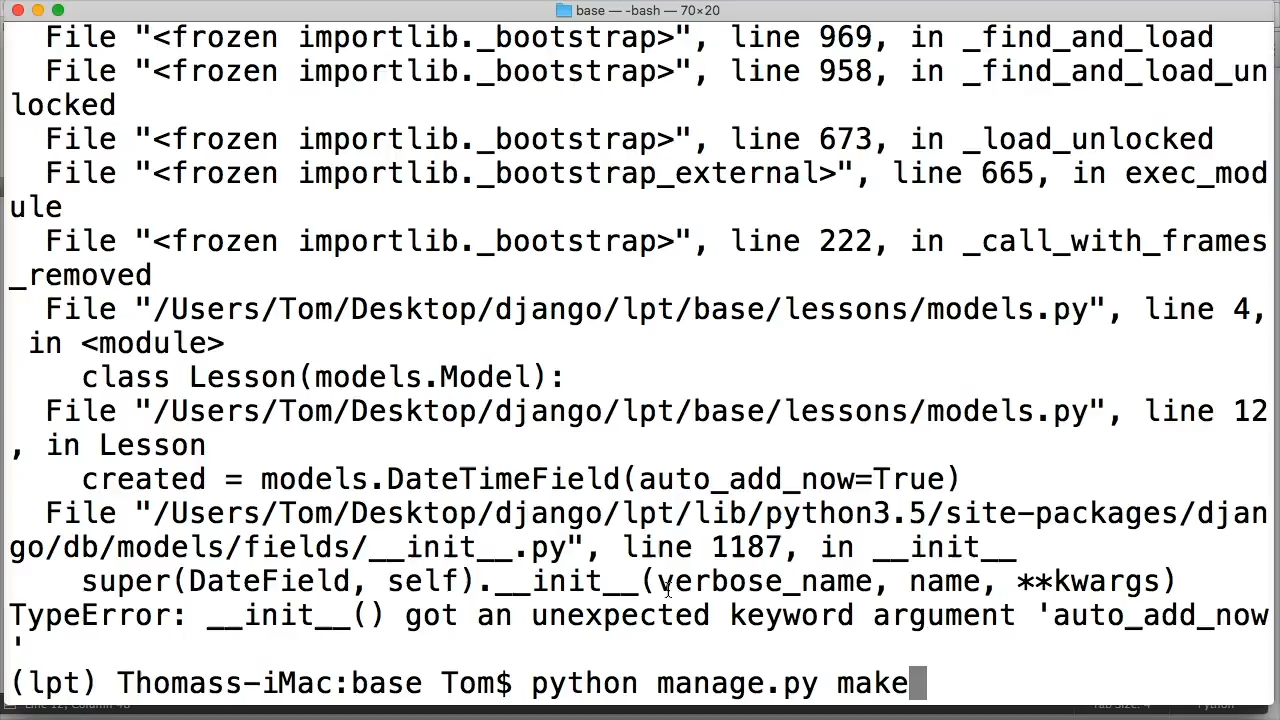 base — -bash — 70×20
File "<frozen importlib._bootstrap>", line 969, in _find_and_load
File "<frozen importlib._bootstrap>", line 958, in _find_and_load_un
locked
File "<frozen importlib._bootstrap>", line 673, in _load_unlocked
File "<frozen importlib._bootstrap_external>", line 665, in exec_mod
ule
File "<frozen importlib._bootstrap>", line 222, in _call_with_frames
_removed
File "/Users/Tom/Desktop/django/lpt/base/lessons/models.py", line 4,
in <module>
class Lesson(models.Model):
File "/Users/Tom/Desktop/django/lpt/base/lessons/models.py", line 12
, in Lesson
created = models.DateTimeField(auto_add_now=True)
File "/Users/Tom/Desktop/django/lpt/lib/python3.5/site-packages/djan
go/db/models/fields/__init__.py", line 1187, in __init__
super(DateField, self).__init__(verbose_name, name, **kwargs)
TypeError: __init__() got an unexpected keyword argument 'auto_add_now
'
(lpt) Thomass-iMac:base Tom$ python manage.py make